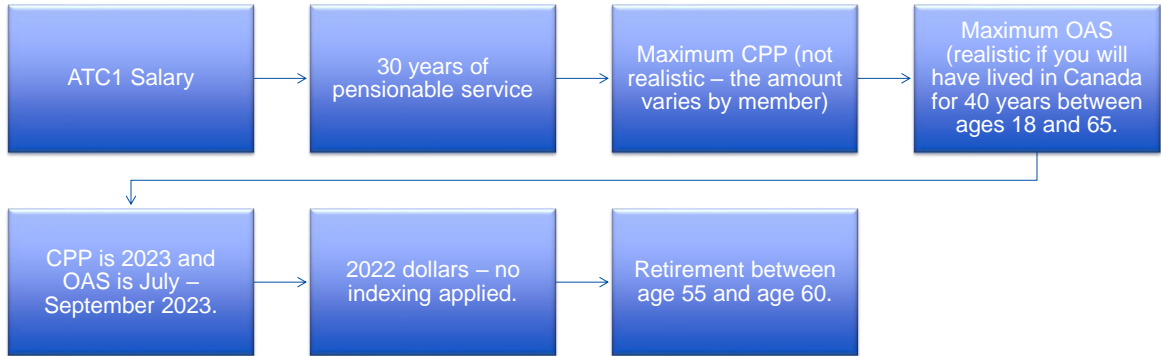 ATC1 Salary
30 years of
pensionable service
Maximum CPP (not
realistic – the amount
varies by member)
Maximum OAS
(realistic if you will
have lived in Canada
for 40 years between
ages 18 and 65.
CPP is 2023 and
OAS is July –
September 2023.
2022 dollars – no
indexing applied.
Retirement between
age 55 and age 60.